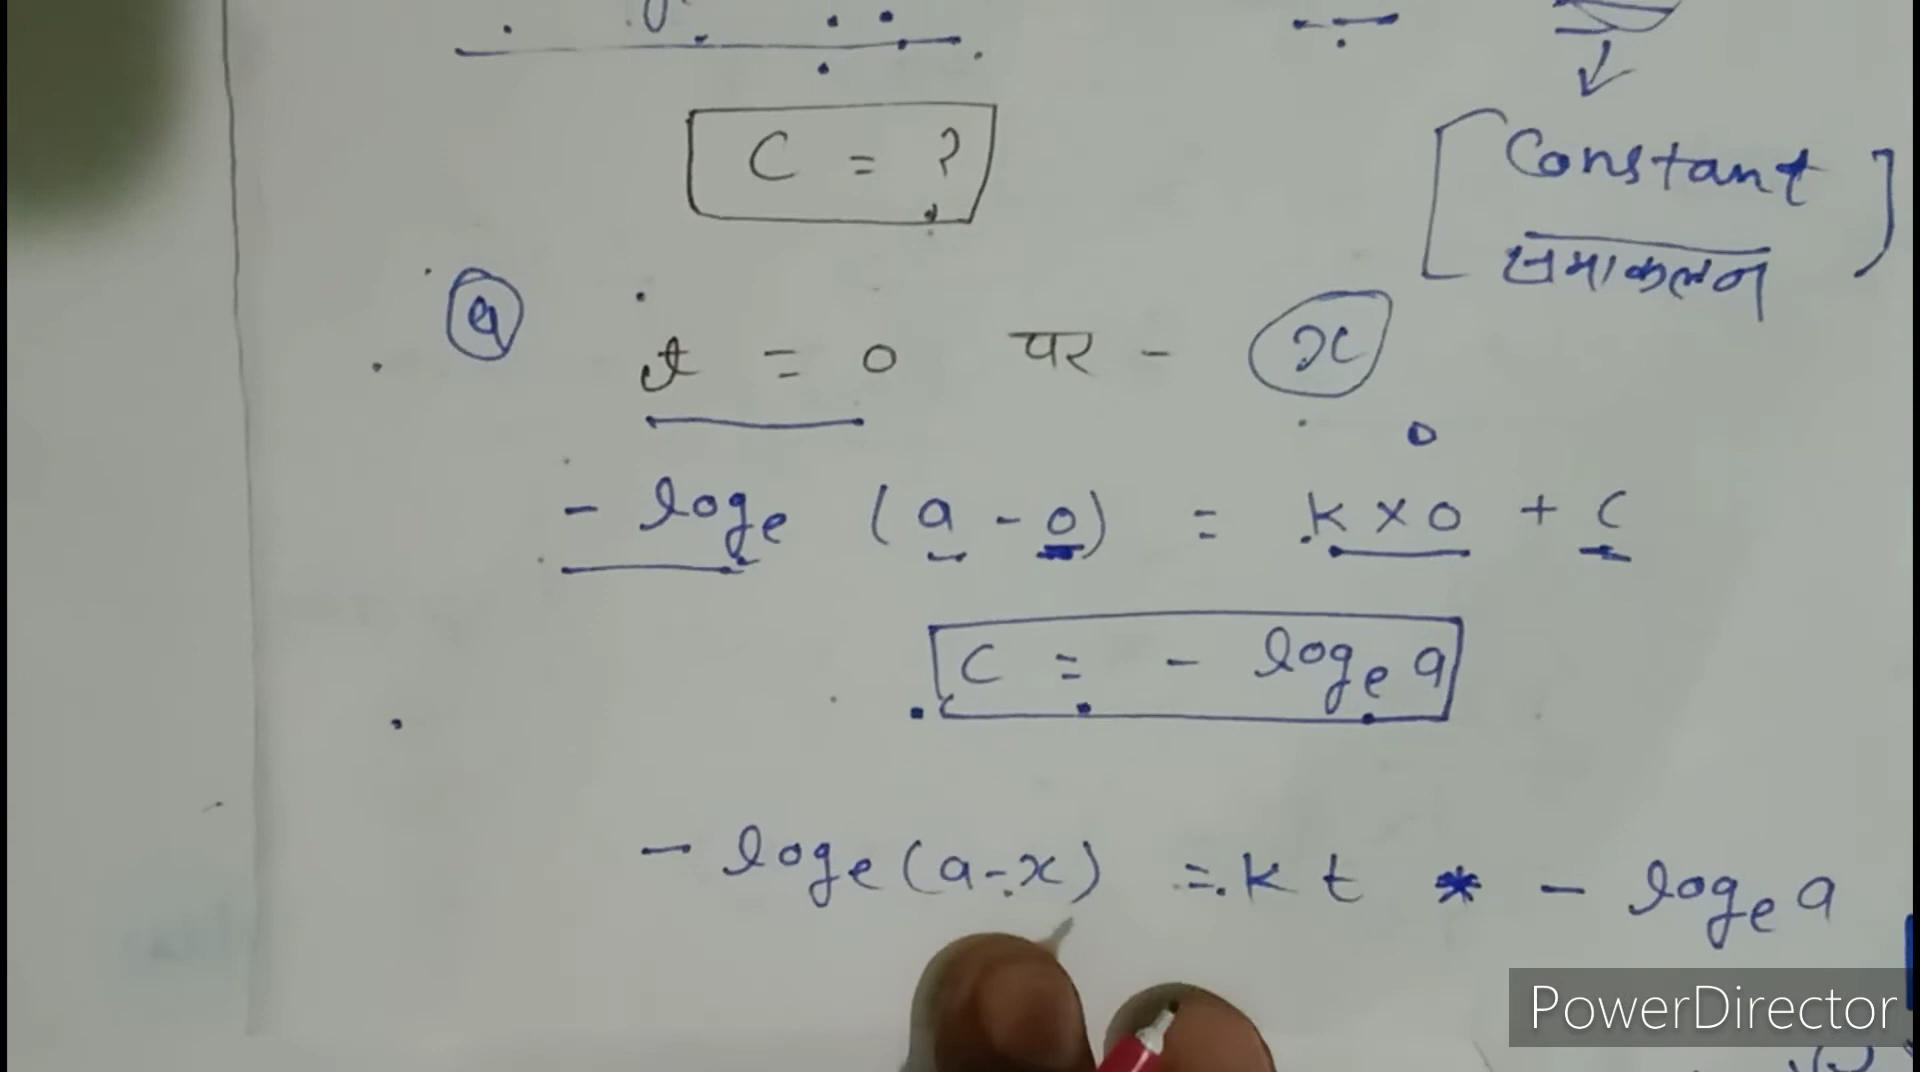 C = ?
[Constant
समाकलन]
t = 0 पर - x
0
- logₑ (a - 0) = k × 0 + C
C = - logₑ a
- logₑ (a - x) = k t * - logₑ a
PowerDirector